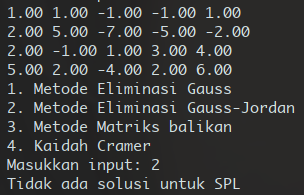 1.00 1.00 -1.00 -1.00 1.00
2.00 5.00 -7.00 -5.00 -2.00
2.00 -1.00 1.00 3.00 4.00
5.00 2.00 -4.00 2.00 6.00
1. Metode Eliminasi Gauss
2. Metode Eliminasi Gauss-Jordan
3. Metode Matriks balikan
4. Kaidah Cramer
Masukkan input: 2
Tidak ada solusi untuk SPL